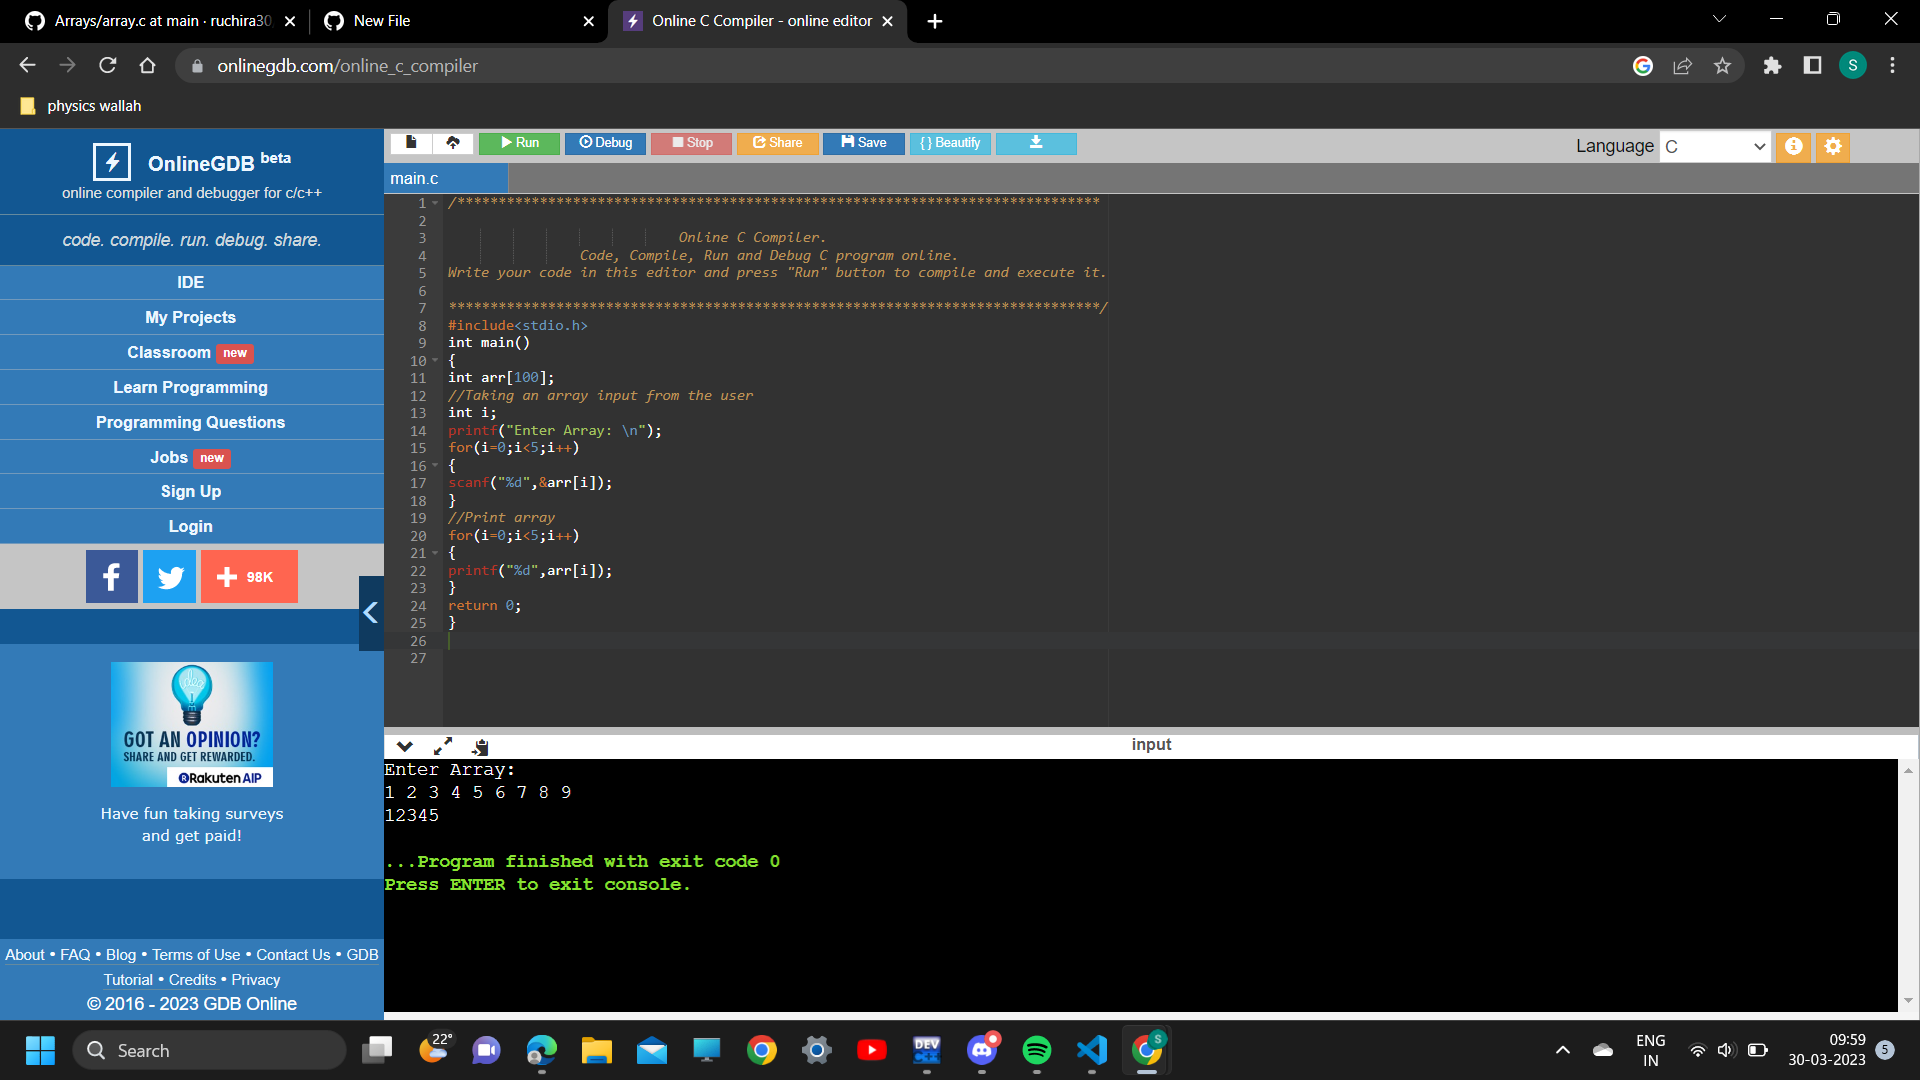 Arrays/array.c at main · ruchira30
New File
Online C Compiler - online editor
onlinegdb.com/online_c_compiler
S
physics wallah
OnlineGDB beta
online compiler and debugger for c/c++
code. compile. run. debug. share.
IDE
My Projects
Classroom new
Learn Programming
Programming Questions
Jobs new
Sign Up
Login
98K
GOT AN OPINION?
SHARE AND GET REWARDED.
Rakuten AIP
Have fun taking surveys
and get paid!
About • FAQ • Blog • Terms of Use • Contact Us • GDB
Tutorial • Credits • Privacy
© 2016 - 2023 GDB Online
Run Debug Stop Share Save { } Beautify
Language C
main.c
1 /******************************************************************************
2
3 Online C Compiler.
4 Code, Compile, Run and Debug C program online.
5 Write your code in this editor and press "Run" button to compile and execute it.
6
7 *******************************************************************************/
8 #include<stdio.h>
9 int main()
10 {
11 int arr[100];
12 //Taking an array input from the user
13 int i;
14 printf("Enter Array: \n");
15 for(i=0;i<5;i++)
16 {
17 scanf("%d",&arr[i]);
18 }
19 //Print array
20 for(i=0;i<5;i++)
21 {
22 printf("%d",arr[i]);
23 }
24 return 0;
25 }
26
27
input
Enter Array:
1 2 3 4 5 6 7 8 9
12345
...Program finished with exit code 0
Press ENTER to exit console.
Search
22°
DEV
C++
S
ENG
IN
09:59
30-03-2023
5